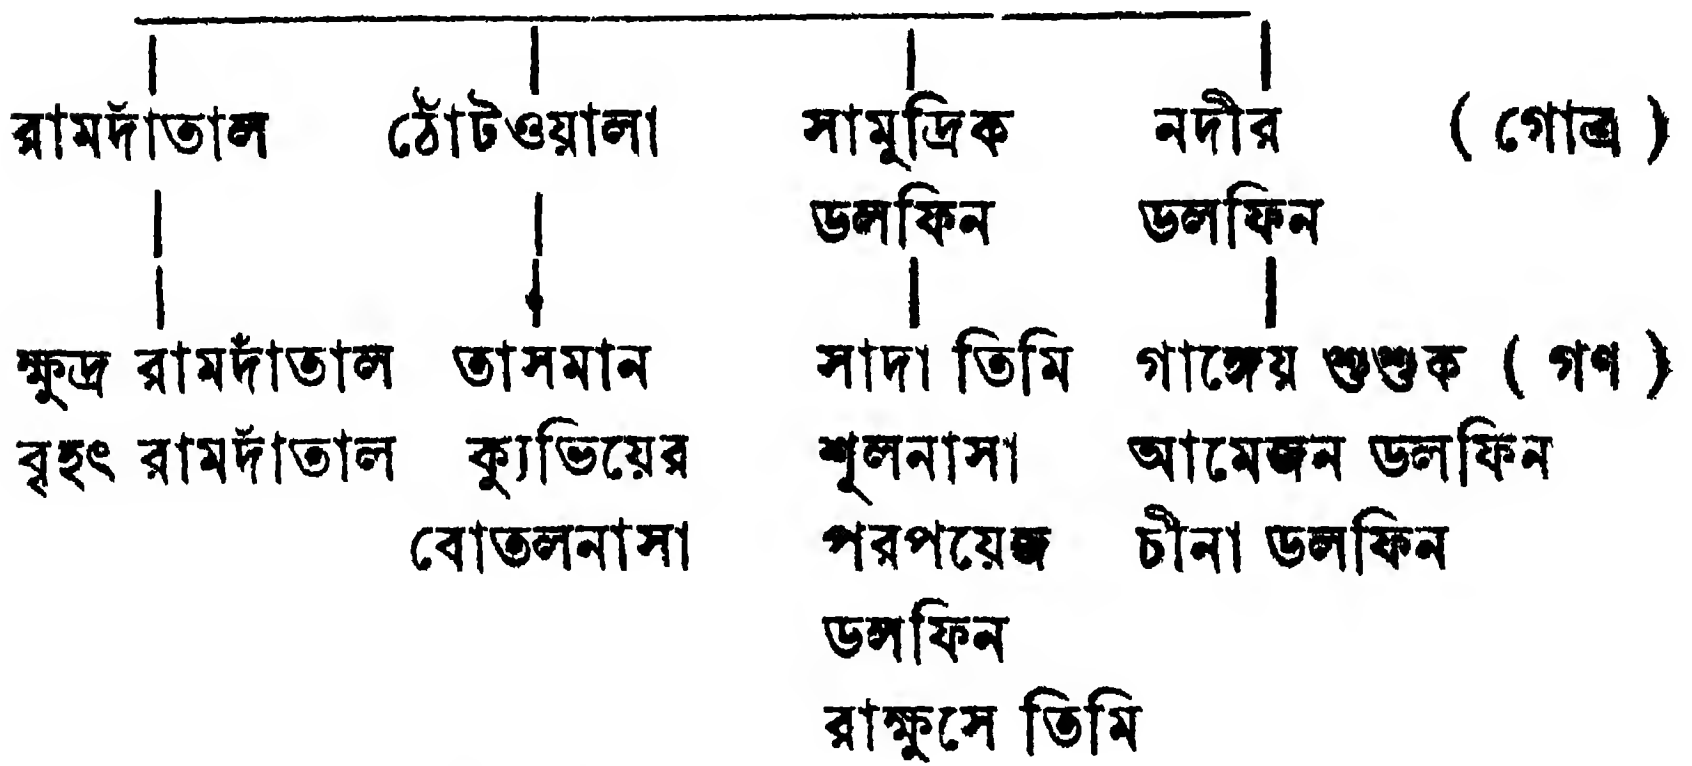 রামদাঁতাল ঠোঁটওয়ালা সামুদ্রিক নদীর ( গোত্র )
ডলফিন ডলফিন
ক্ষুদ্র রামদাঁতাল তাসমান সাদা তিমি গাঙ্গেয় শুশুক ( গণ )
বৃহৎ রামদাঁতাল ক্যুভিয়ের শূলনাসা আমেজন ডলফিন
বোতলনাসা পরপয়েজ চীনা ডলফিন
ডলফিন
রাক্ষুসে তিমি